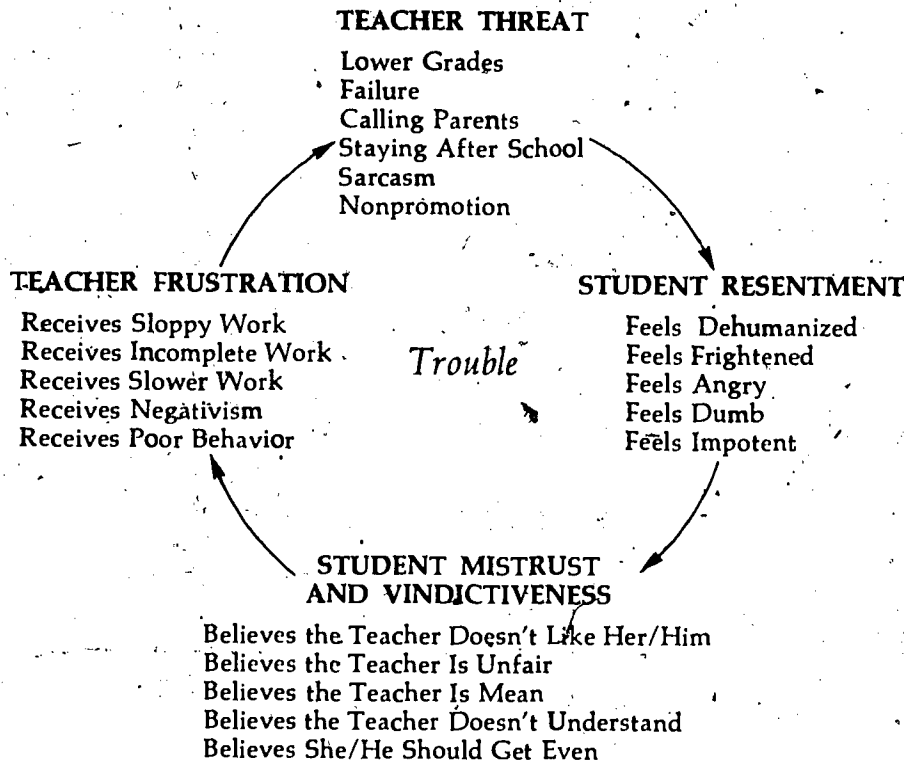 TEACHER THREAT
Lower Grades
Failure
Calling Parents
Staying After School
Sarcasm
Nonpromotion
TEACHER FRUSTRATION
Receives Sloppy Work
Receives Incomplete Work
Receives Slower Work
Receives Negativism
Receives Poor Behavior
Trouble
STUDENT RESENTMENT
Feels Dehumanized
Feels Frightened
Feels Angry
Feels Dumb
Feels Impotent
STUDENT MISTRUST
AND VINDICTIVENESS
Believes the Teacher Doesn't Like Her/Him
Believes the Teacher Is Unfair
Believes the Teacher Is Mean
Believes the Teacher Doesn't Understand
Believes She/He Should Get Even